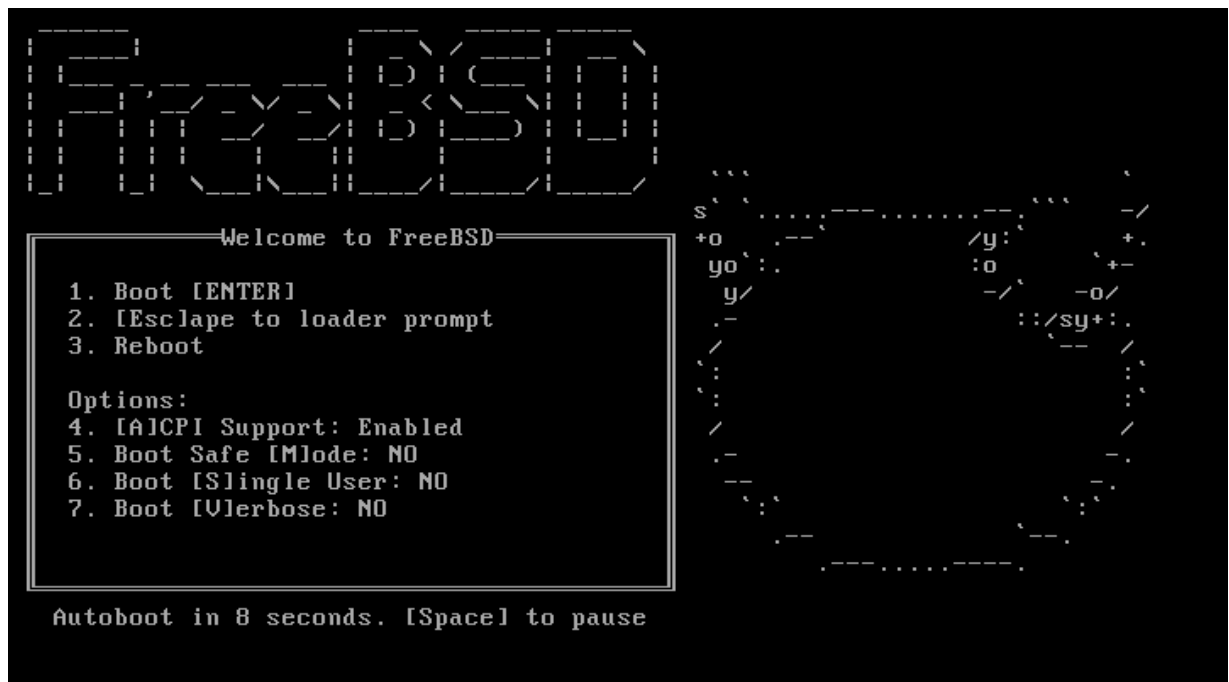 FreeBSD
Welcome to FreeBSD
1. Boot [ENTER]
2. [Esc]ape to loader prompt
3. Reboot
Options:
4. [A]CPI Support: Enabled
5. Boot Safe [M]ode: NO
6. Boot [S]ingle User: NO
7. Boot [V]erbose: NO
Autoboot in 8 seconds. [Space] to pause